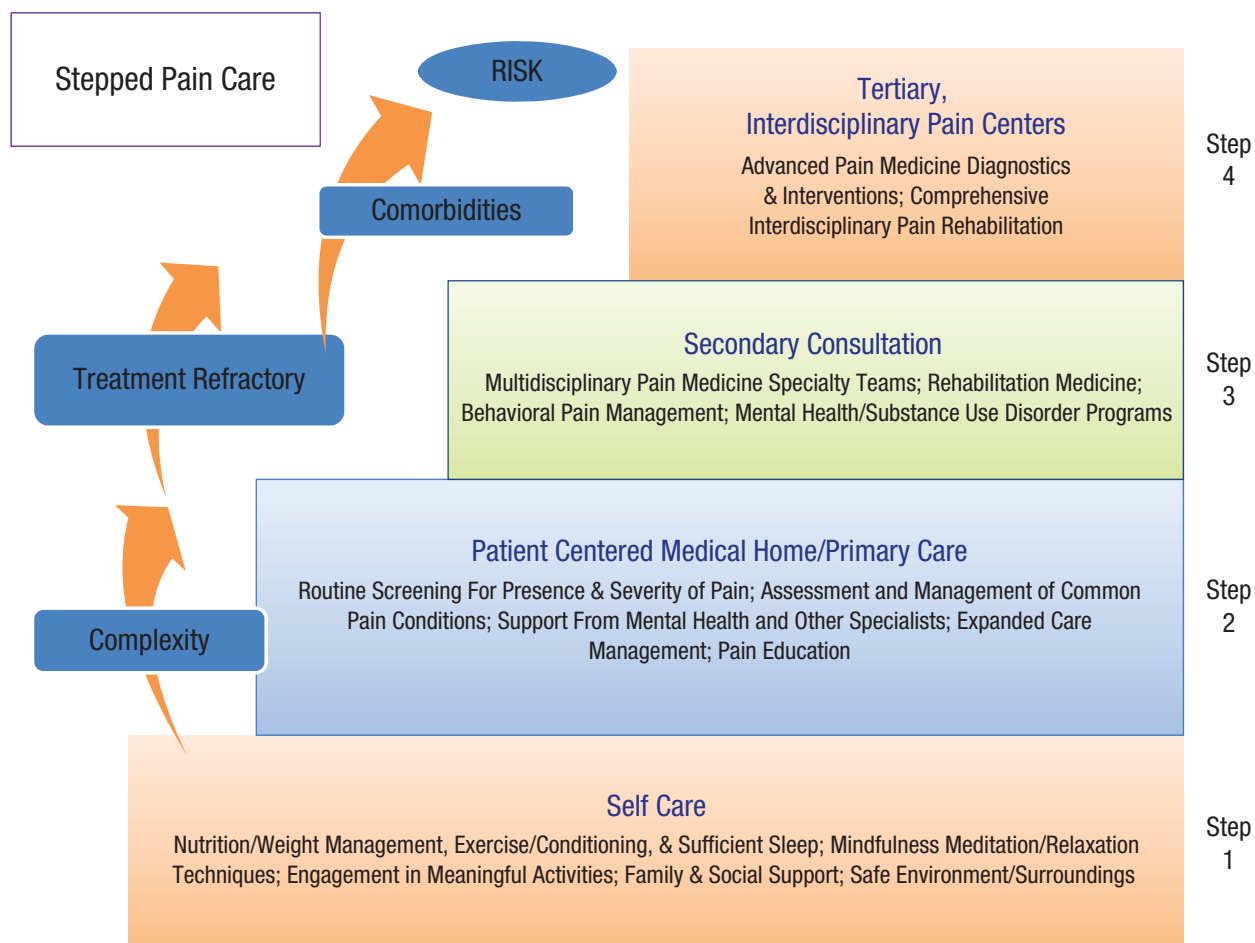 Stepped Pain Care
RISK
Comorbidities
Treatment Refractory
Complexity
Tertiary,
Interdisciplinary Pain Centers
Advanced Pain Medicine Diagnostics
& Interventions; Comprehensive
Interdisciplinary Pain Rehabilitation
Step
4
Secondary Consultation
Multidisciplinary Pain Medicine Specialty Teams; Rehabilitation Medicine;
Behavioral Pain Management; Mental Health/Substance Use Disorder Programs
Step
3
Patient Centered Medical Home/Primary Care
Routine Screening For Presence & Severity of Pain; Assessment and Management of Common
Pain Conditions; Support From Mental Health and Other Specialists; Expanded Care
Management; Pain Education
Step
2
Self Care
Nutrition/Weight Management, Exercise/Conditioning, & Sufficient Sleep; Mindfulness Meditation/Relaxation
Techniques; Engagement in Meaningful Activities; Family & Social Support; Safe Environment/Surroundings
Step
1